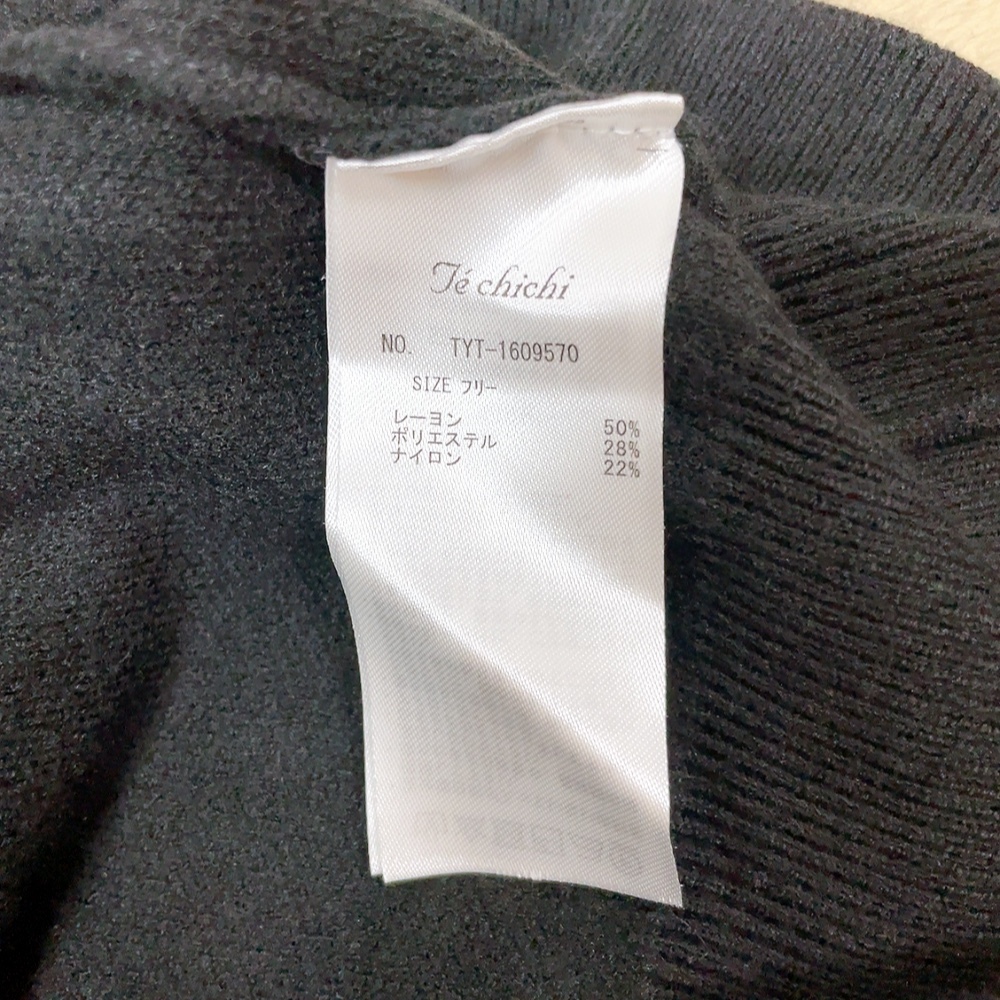 Té chichi
NO. TYT-1609570
SIZE フリー
レーヨン 50%
ポリエステル 28%
ナイロン 22%